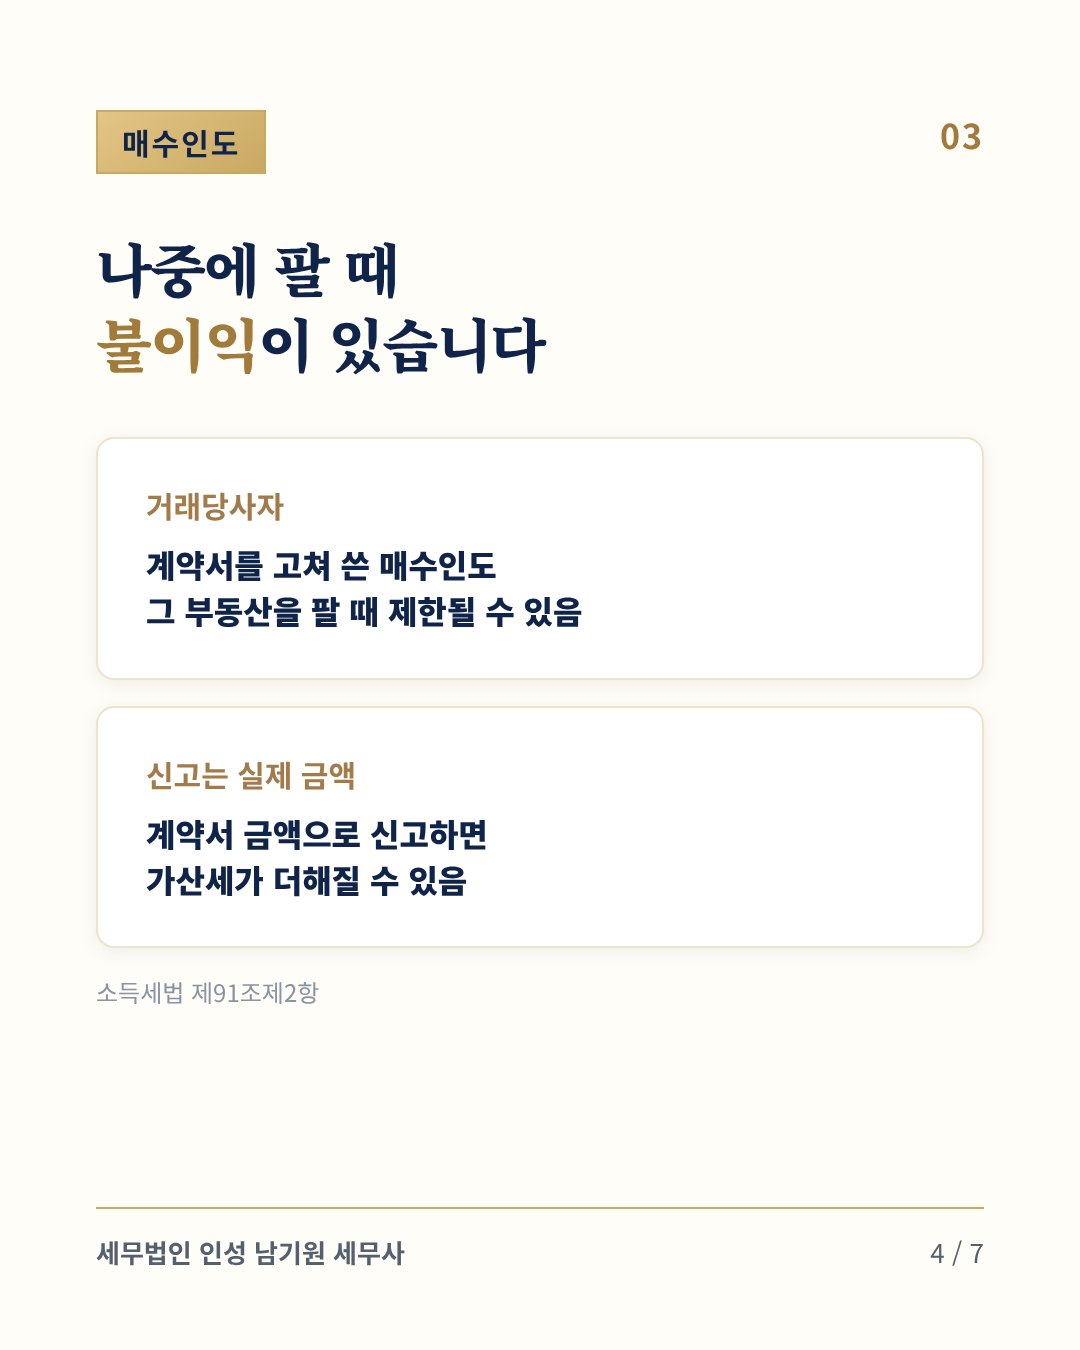 매수인도
03
나중에 팔 때
불이익이 있습니다
거래당사자
계약서를 고쳐 쓴 매수인도
그 부동산을 팔 때 제한될 수 있음
신고는 실제 금액
계약서 금액으로 신고하면
가산세가 더해질 수 있음
소득세법 제91조제2항
세무법인 인성 남기원 세무사
4 / 7